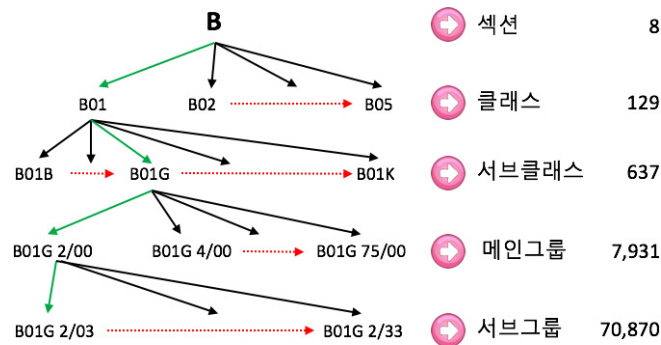 B 섹션 8
B01 B02 B05 클래스 129
B01B B01G B01K 서브클래스 637
B01G 2/00 B01G 4/00 B01G 75/00 메인그룹 7,931
B01G 2/03 B01G 2/33 서브그룹 70,870